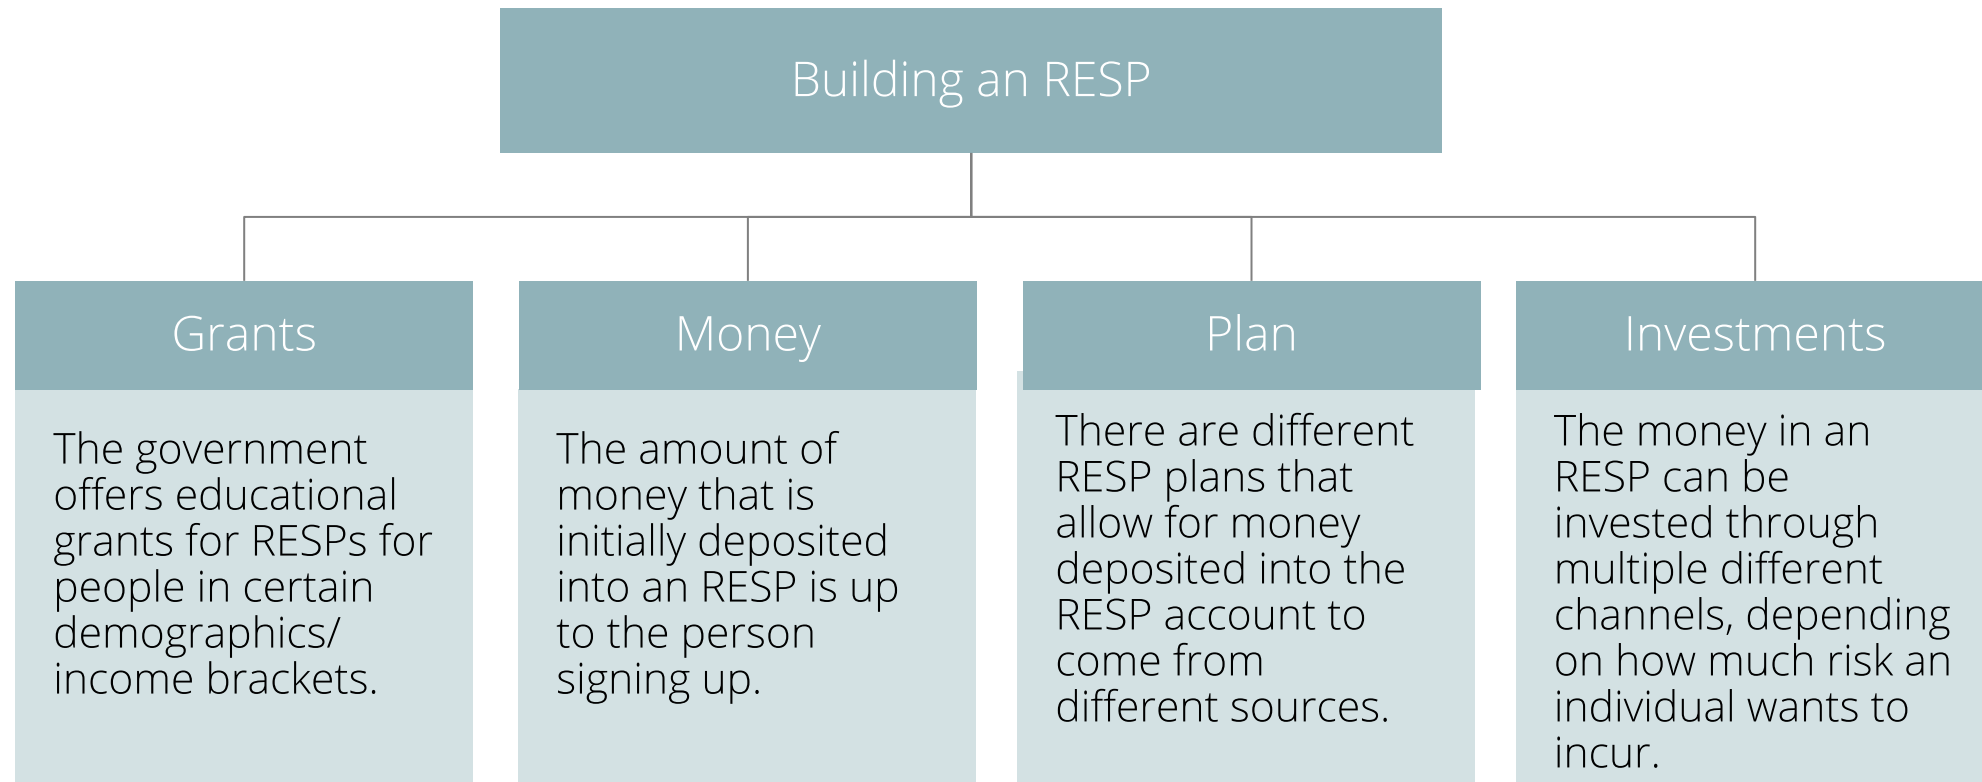 Building an RESP
Grants
The government
offers educational
grants for RESPs for
people in certain
demographics/
income brackets.
Money
The amount of
money that is
initially deposited
into an RESP is up
to the person
signing up.
Plan
There are different
RESP plans that
allow for money
deposited into the
RESP account to
come from
different sources.
Investments
The money in an
RESP can be
invested through
multiple different
channels, depending
on how much risk an
individual wants to
incur.